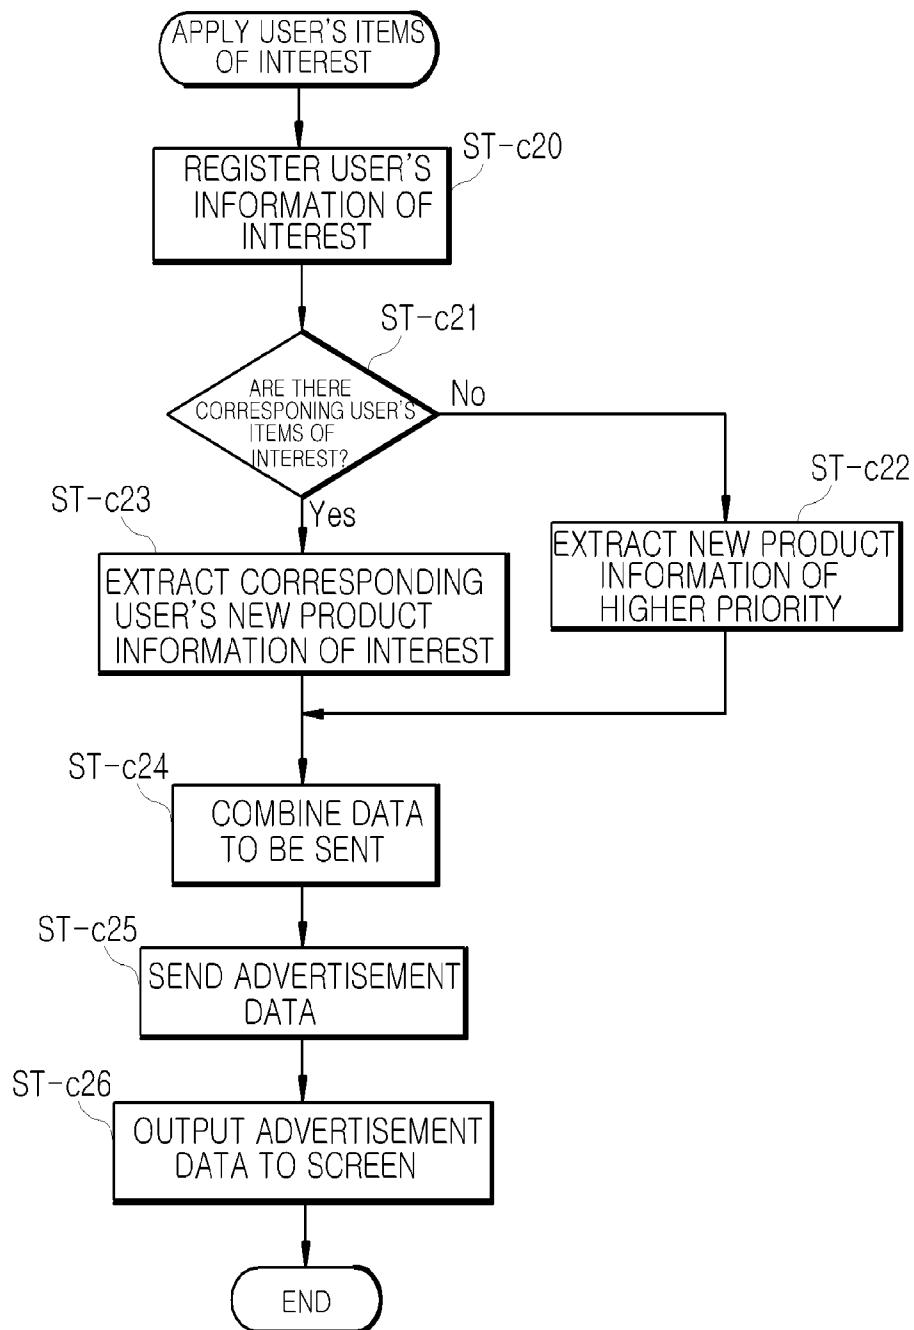 APPLY USER'S ITEMS
OF INTEREST
ST-c20
REGISTER USER'S
INFORMATION OF
INTEREST
ST-c21
ARE THERE
CORRESPONING USER'S
ITEMS OF
INTEREST?
No
Yes
ST-c22
EXTRACT NEW PRODUCT
INFORMATION OF
HIGHER PRIORITY
ST-c23
EXTRACT CORRESPONDING
USER'S NEW PRODUCT
INFORMATION OF INTEREST
ST-c24
COMBINE DATA
TO BE SENT
ST-c25
SEND ADVERTISEMENT
DATA
ST-c26
OUTPUT ADVERTISEMENT
DATA TO SCREEN
END